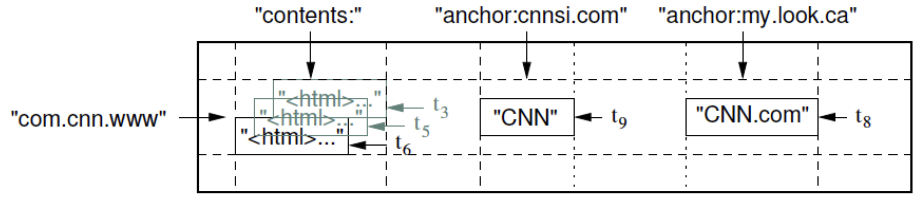 "contents:" "anchor:cnnsi.com" "anchor:my.look.ca"
"<html>..." t3
"com.cnn.www" "<html>..." t5 "CNN" t9 "CNN.com" t8
"<html>..." t6